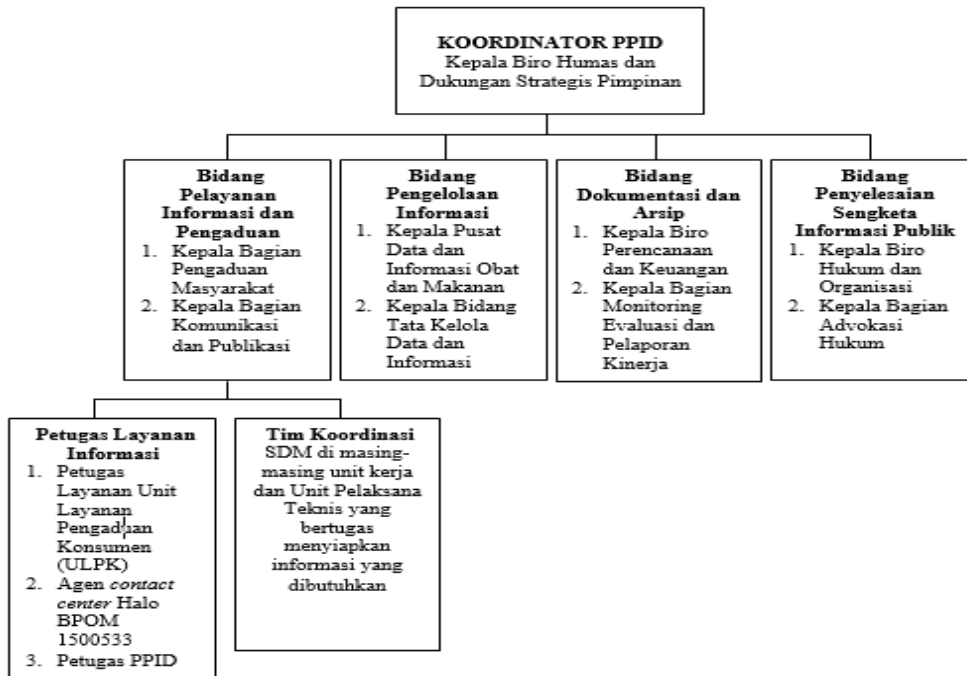 KOORDINATOR PPID
Kepala Biro Humas dan
Dukungan Strategis Pimpinan
Bidang
Pelayanan
Informasi dan
Pengaduan
1. Kepala Bagian
Pengaduan
Masyarakat
2. Kepala Bagian
Komunikasi
dan Publikasi
Bidang
Pengelolaan
Informasi
1. Kepala Pusat
Data dan
Informasi Obat
dan Makanan
2. Kepala Bidang
Tata Kelola
Data dan
Informasi
Bidang
Dokumentasi dan
Arsip
1. Kepala Biro
Perencanaan
dan Keuangan
2. Kepala Bagian
Monitoring
Evaluasi dan
Pelaporan
Kinerja
Bidang
Penyelesaian
Sengketa
Informasi Publik
1. Kepala Biro
Hukum dan
Organisasi
2. Kepala Bagian
Advokasi
Hukum
Petugas Layanan
Informasi
1. Petugas
Layanan Unit
Layanan
Pengaduan
Konsumen
(ULPK)
2. Agen contact
center Halo
BPOM
1500533
3. Petugas PPID
Tim Koordinasi
SDM di masing-
masing unit kerja
dan Unit Pelaksana
Teknis yang
bertugas
menyiapkan
informasi yang
dibutuhkan